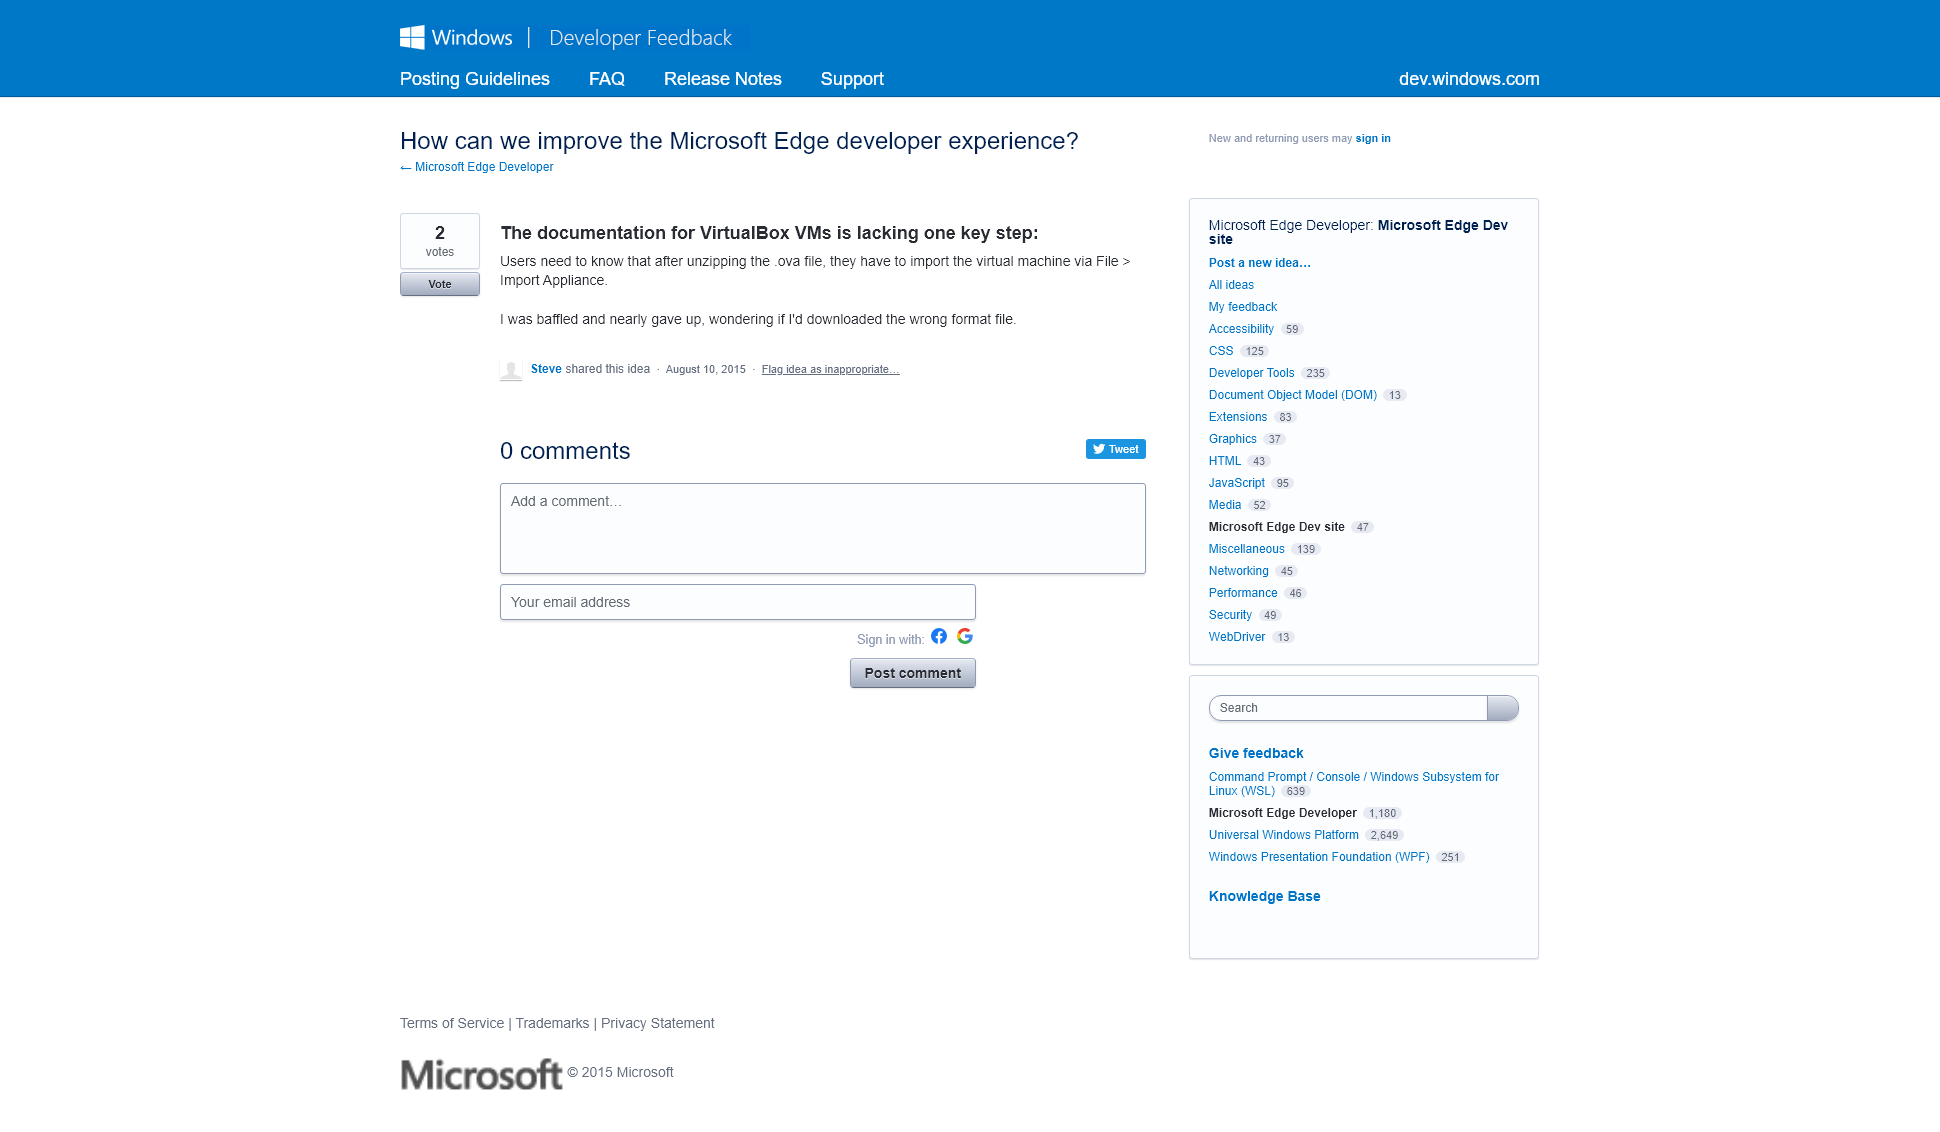 Windows | Developer Feedback
Posting Guidelines FAQ Release Notes Support dev.windows.com
How can we improve the Microsoft Edge developer experience?
← Microsoft Edge Developer
New and returning users may sign in
2
votes
Vote
The documentation for VirtualBox VMs is lacking one key step:
Users need to know that after unzipping the .ova file, they have to import the virtual machine via File >
Import Appliance.
I was baffled and nearly gave up, wondering if I'd downloaded the wrong format file.
Steve shared this idea · August 10, 2015 · Flag idea as inappropriate…
0 comments
Tweet
Add a comment…
Your email address
Sign in with:
Post comment
Microsoft Edge Developer: Microsoft Edge Dev
site
Post a new idea…
All ideas
My feedback
Accessibility 59
CSS 125
Developer Tools 235
Document Object Model (DOM) 13
Extensions 83
Graphics 37
HTML 43
JavaScript 95
Media 52
Microsoft Edge Dev site 47
Miscellaneous 139
Networking 45
Performance 46
Security 49
WebDriver 13
Search
Give feedback
Command Prompt / Console / Windows Subsystem for
Linux (WSL) 639
Microsoft Edge Developer 1,180
Universal Windows Platform 2,649
Windows Presentation Foundation (WPF) 251
Knowledge Base
Terms of Service | Trademarks | Privacy Statement
Microsoft © 2015 Microsoft